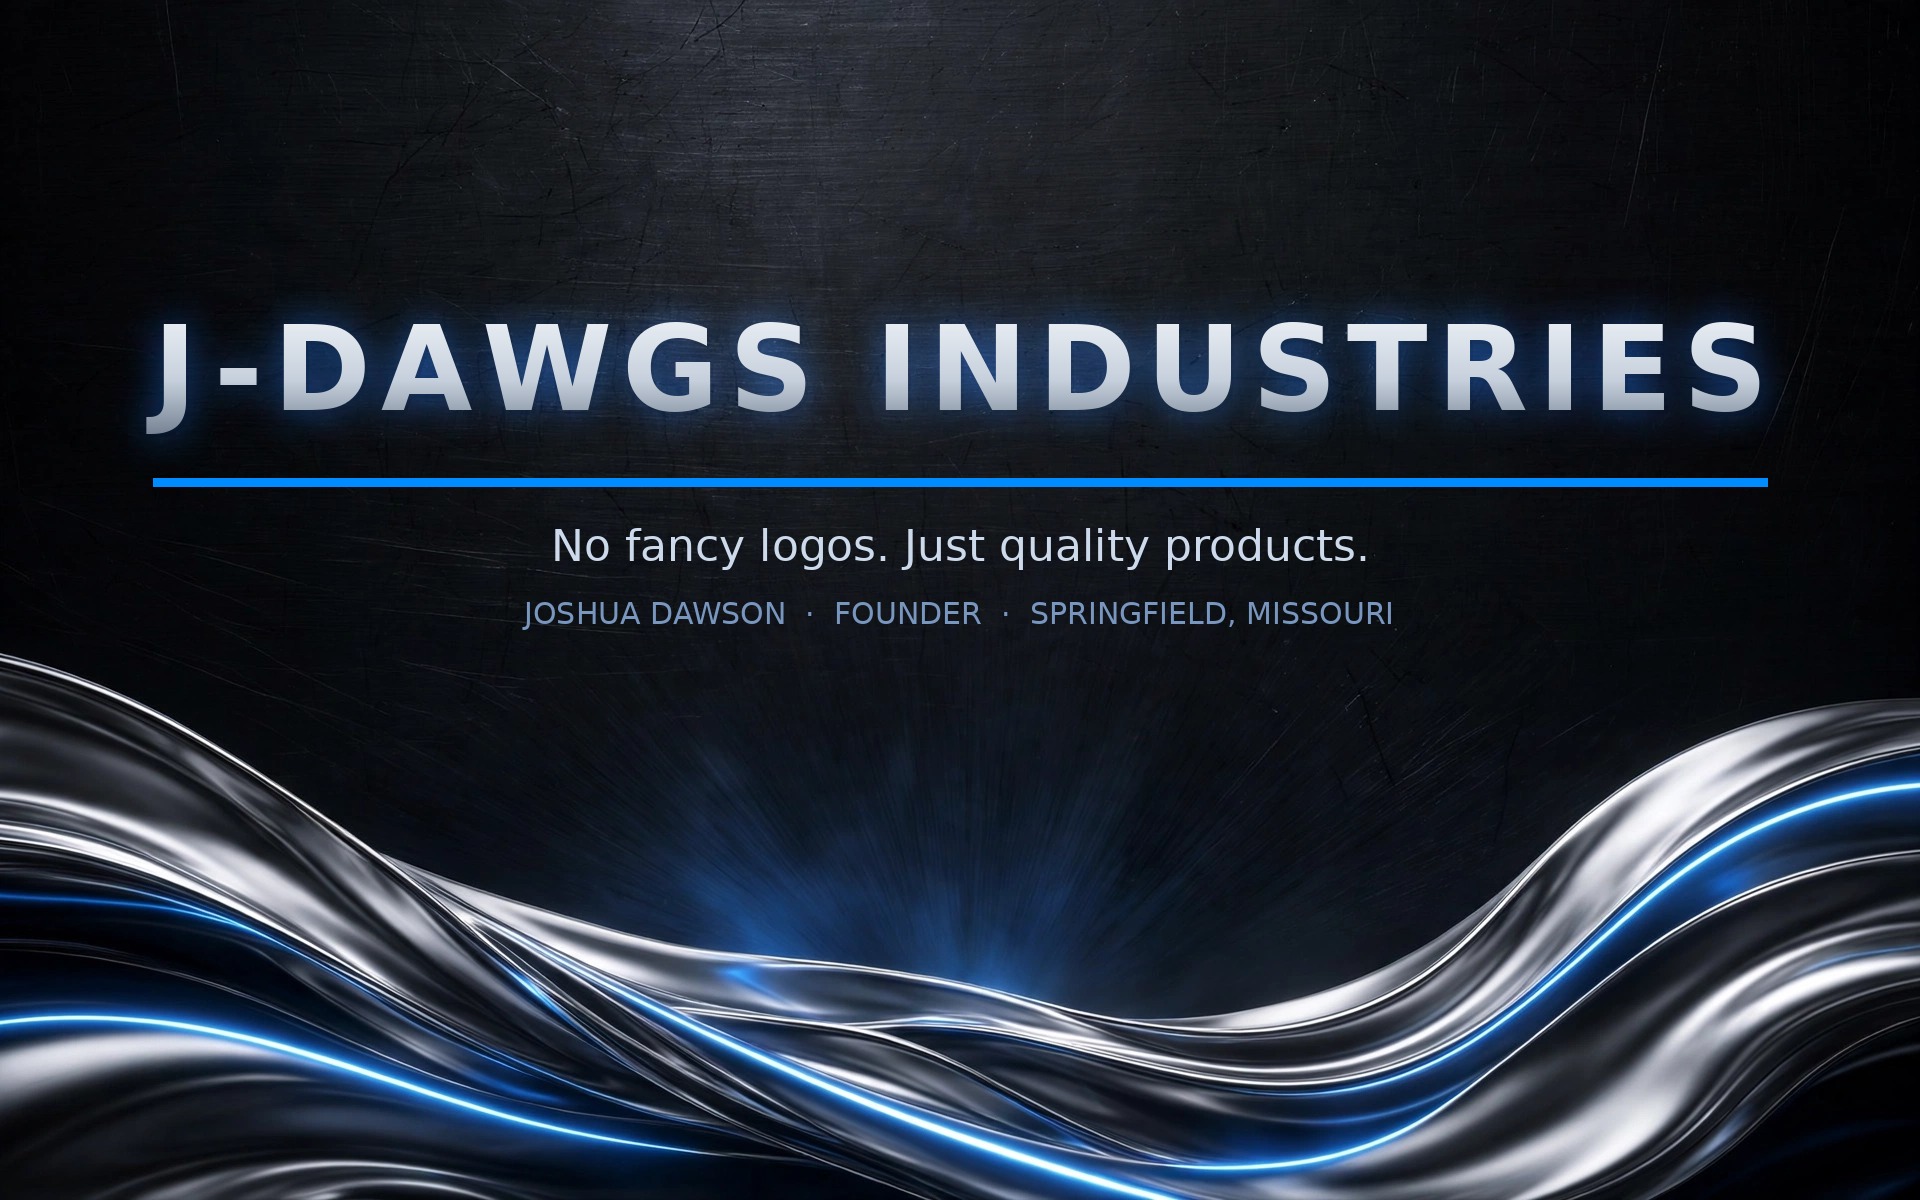 J-DAWGS INDUSTRIES
No fancy logos. Just quality products.
JOSHUA DAWSON · FOUNDER · SPRINGFIELD, MISSOURI